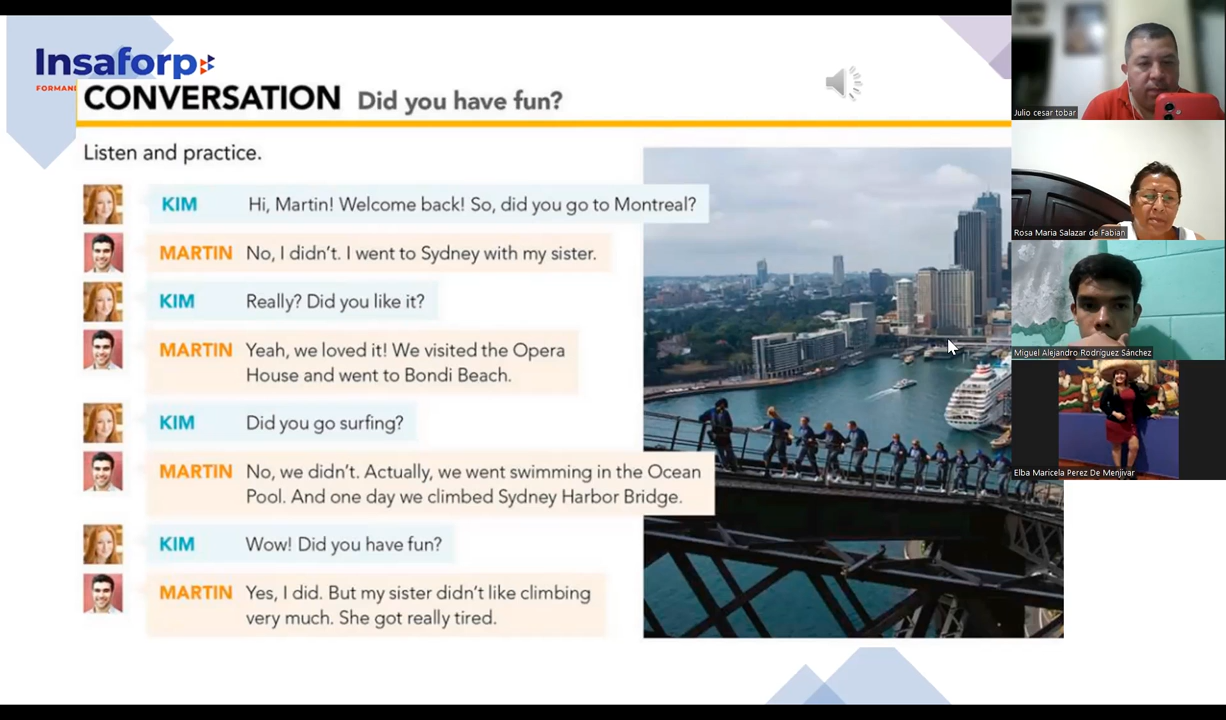 Insaforp
CONVERSATION Did you have fun?
Listen and practice.
KIM Hi, Martin! Welcome back! So, did you go to Montreal?
MARTIN No, I didn't. I went to Sydney with my sister.
KIM Really? Did you like it?
MARTIN Yeah, we loved it! We visited the Opera
House and went to Bondi Beach.
KIM Did you go surfing?
MARTIN No, we didn't. Actually, we went swimming in the Ocean
Pool. And one day we climbed Sydney Harbor Bridge.
KIM Wow! Did you have fun?
MARTIN Yes, I did. But my sister didn't like climbing
very much. She got really tired.
Julio cesar tobar
Rosa Maria Salazar de Fabian
Miguel Alejandro Rodríguez Sánchez
Elba Maricela Perez De Menjivar